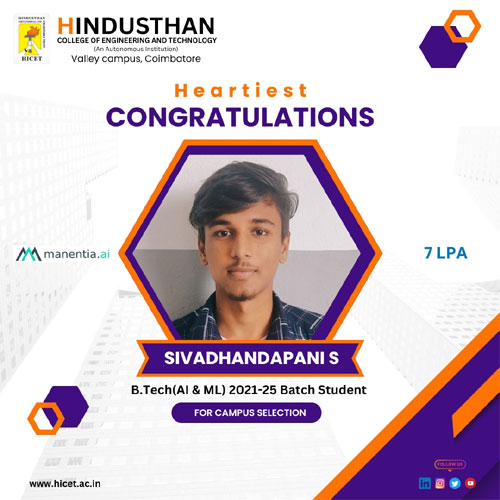 HINDUSTHAN
COLLEGE OF ENGINEERING AND TECHNOLOGY
(An Autonomous Institution)
Valley campus, Coimbatore
HICET
Heartiest
CONGRATULATIONS
manentia.ai
7 LPA
SIVADHANDAPANI S
B.Tech(AI & ML) 2021-25 Batch Student
FOR CAMPUS SELECTION
FOLLOW US
www.hicet.ac.in